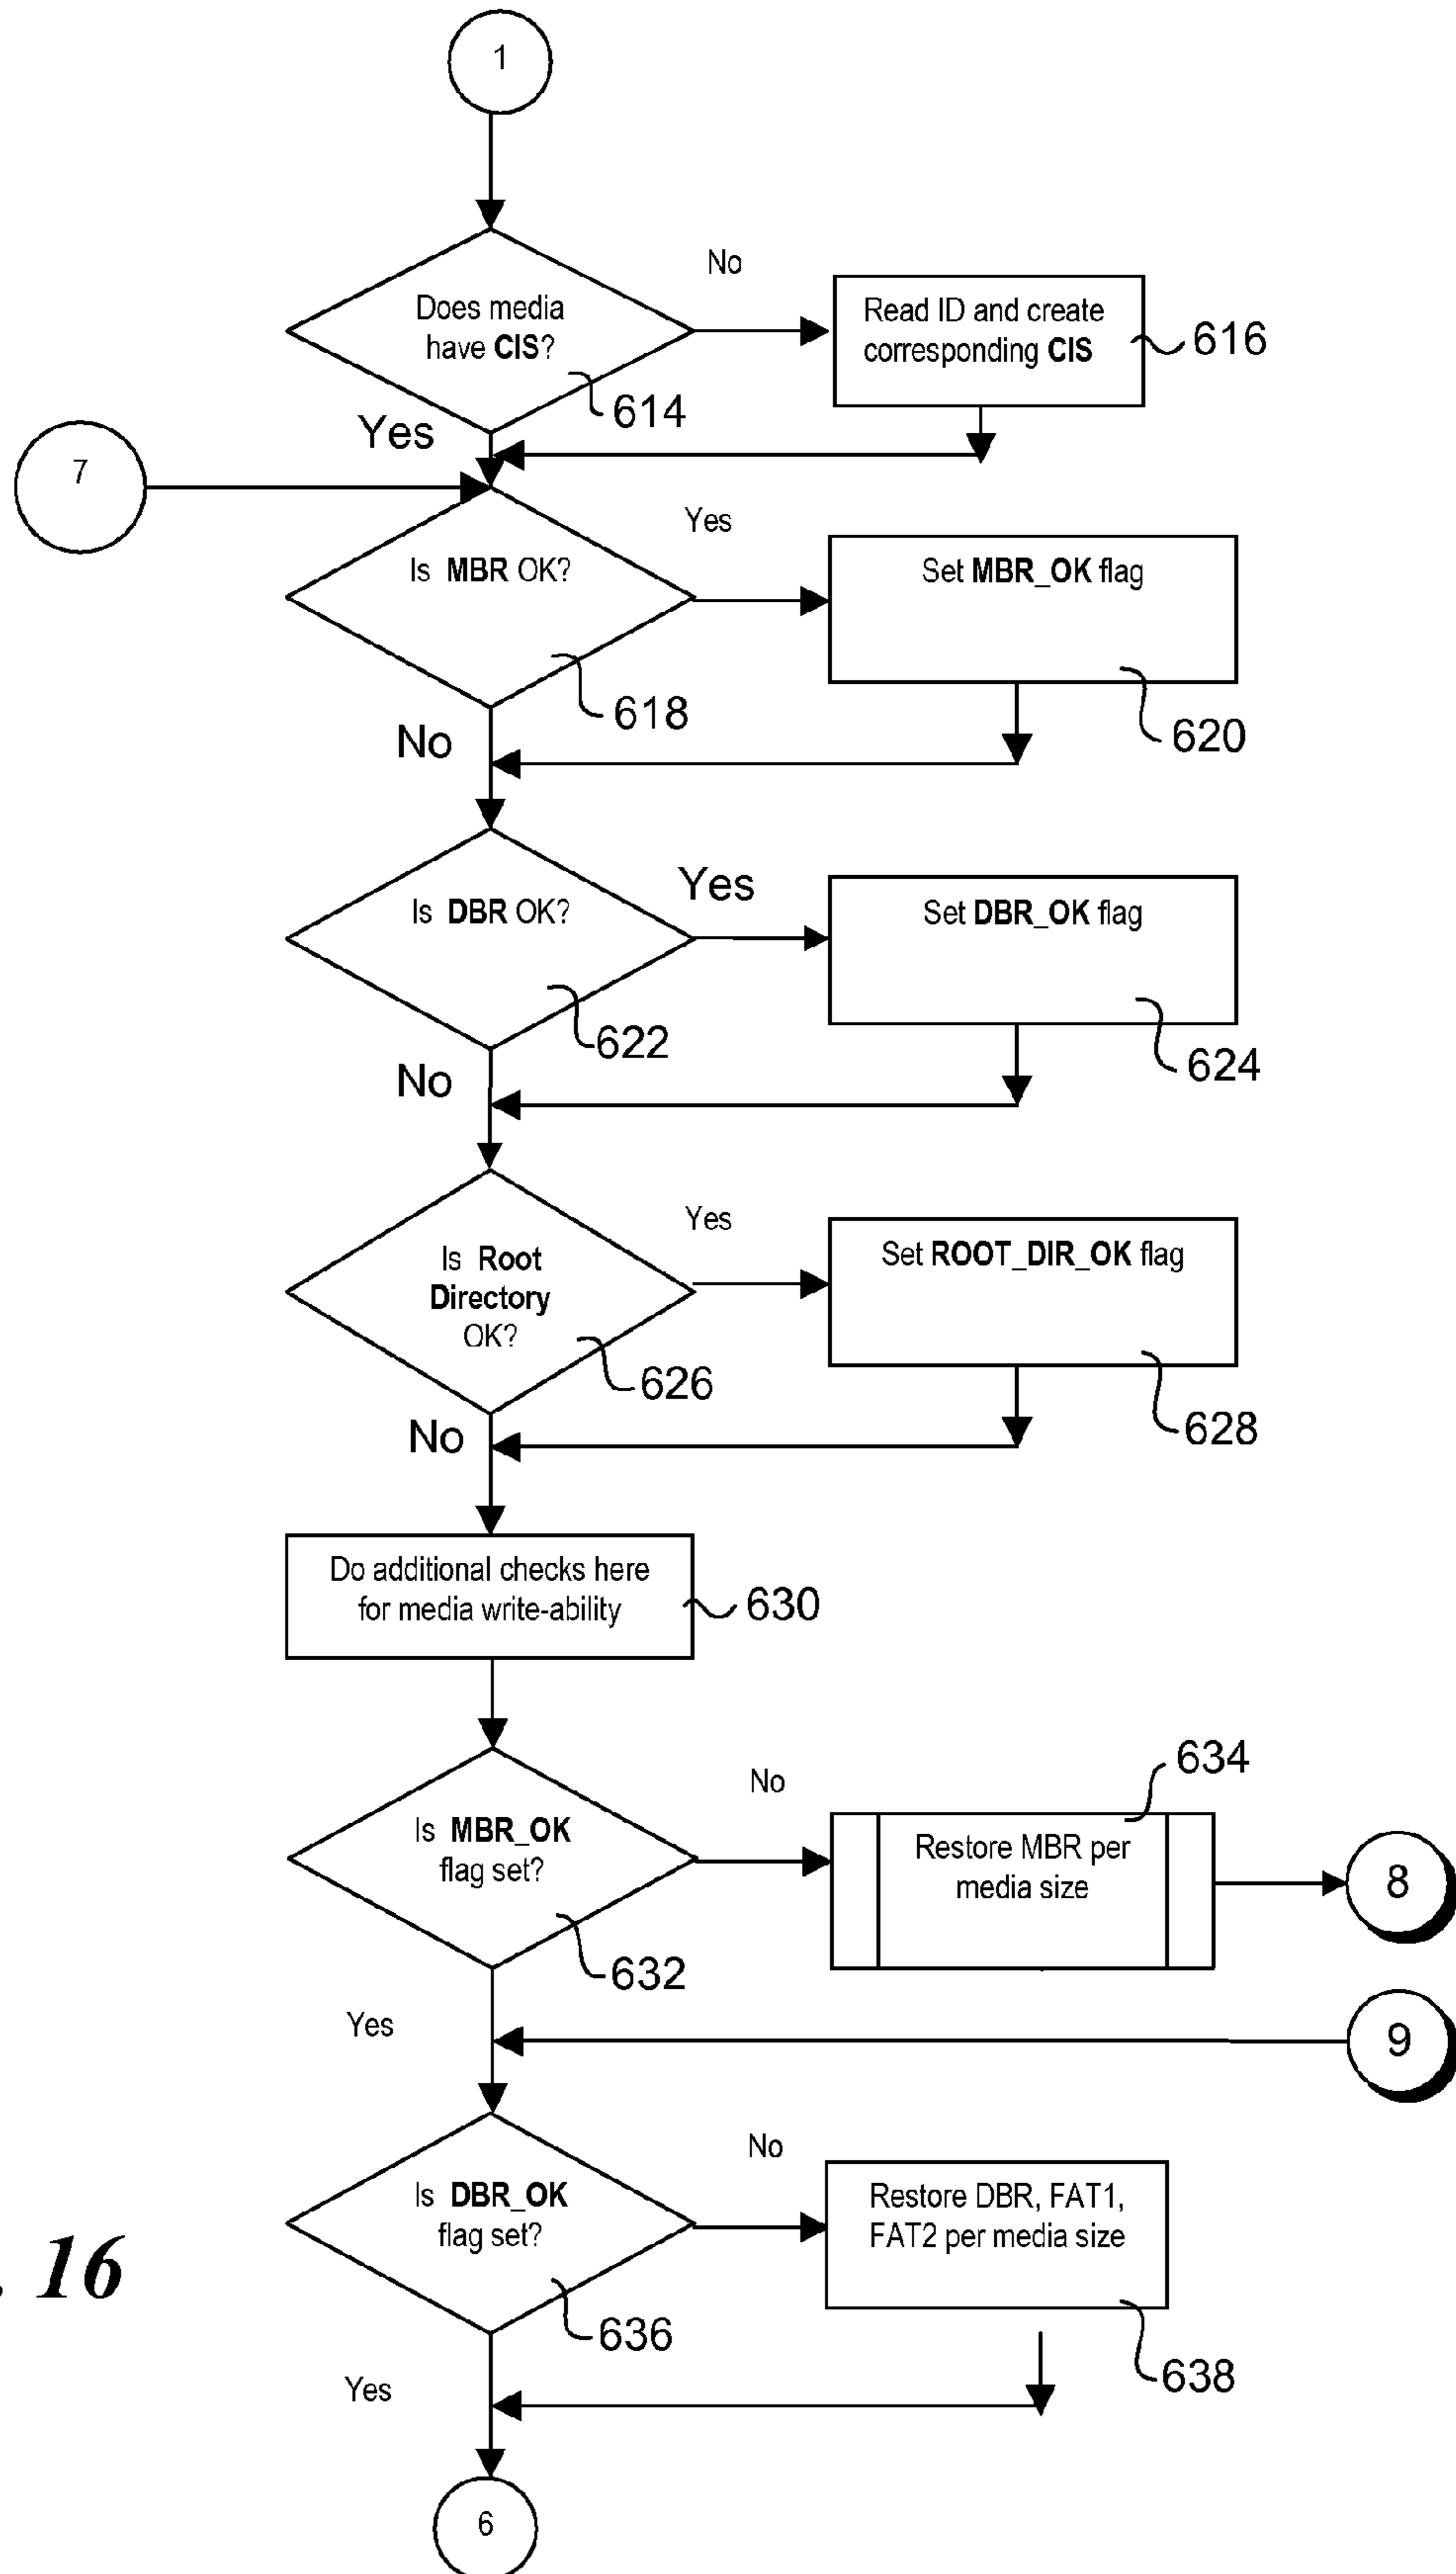 1
Does media
have CIS?
614
No
Read ID and create
corresponding CIS
616
Yes
7
Is MBR OK?
618
Yes
Set MBR_OK flag
620
No
Is DBR OK?
622
Yes
Set DBR_OK flag
624
No
Is Root
Directory
OK?
626
Yes
Set ROOT_DIR_OK flag
628
No
Do additional checks here
for media write-ability
630
Is MBR_OK
flag set?
632
No
634
Restore MBR per
media size
8
Yes
9
Is DBR_OK
flag set?
636
No
Restore DBR, FAT1,
FAT2 per media size
638
Yes
6
. 16